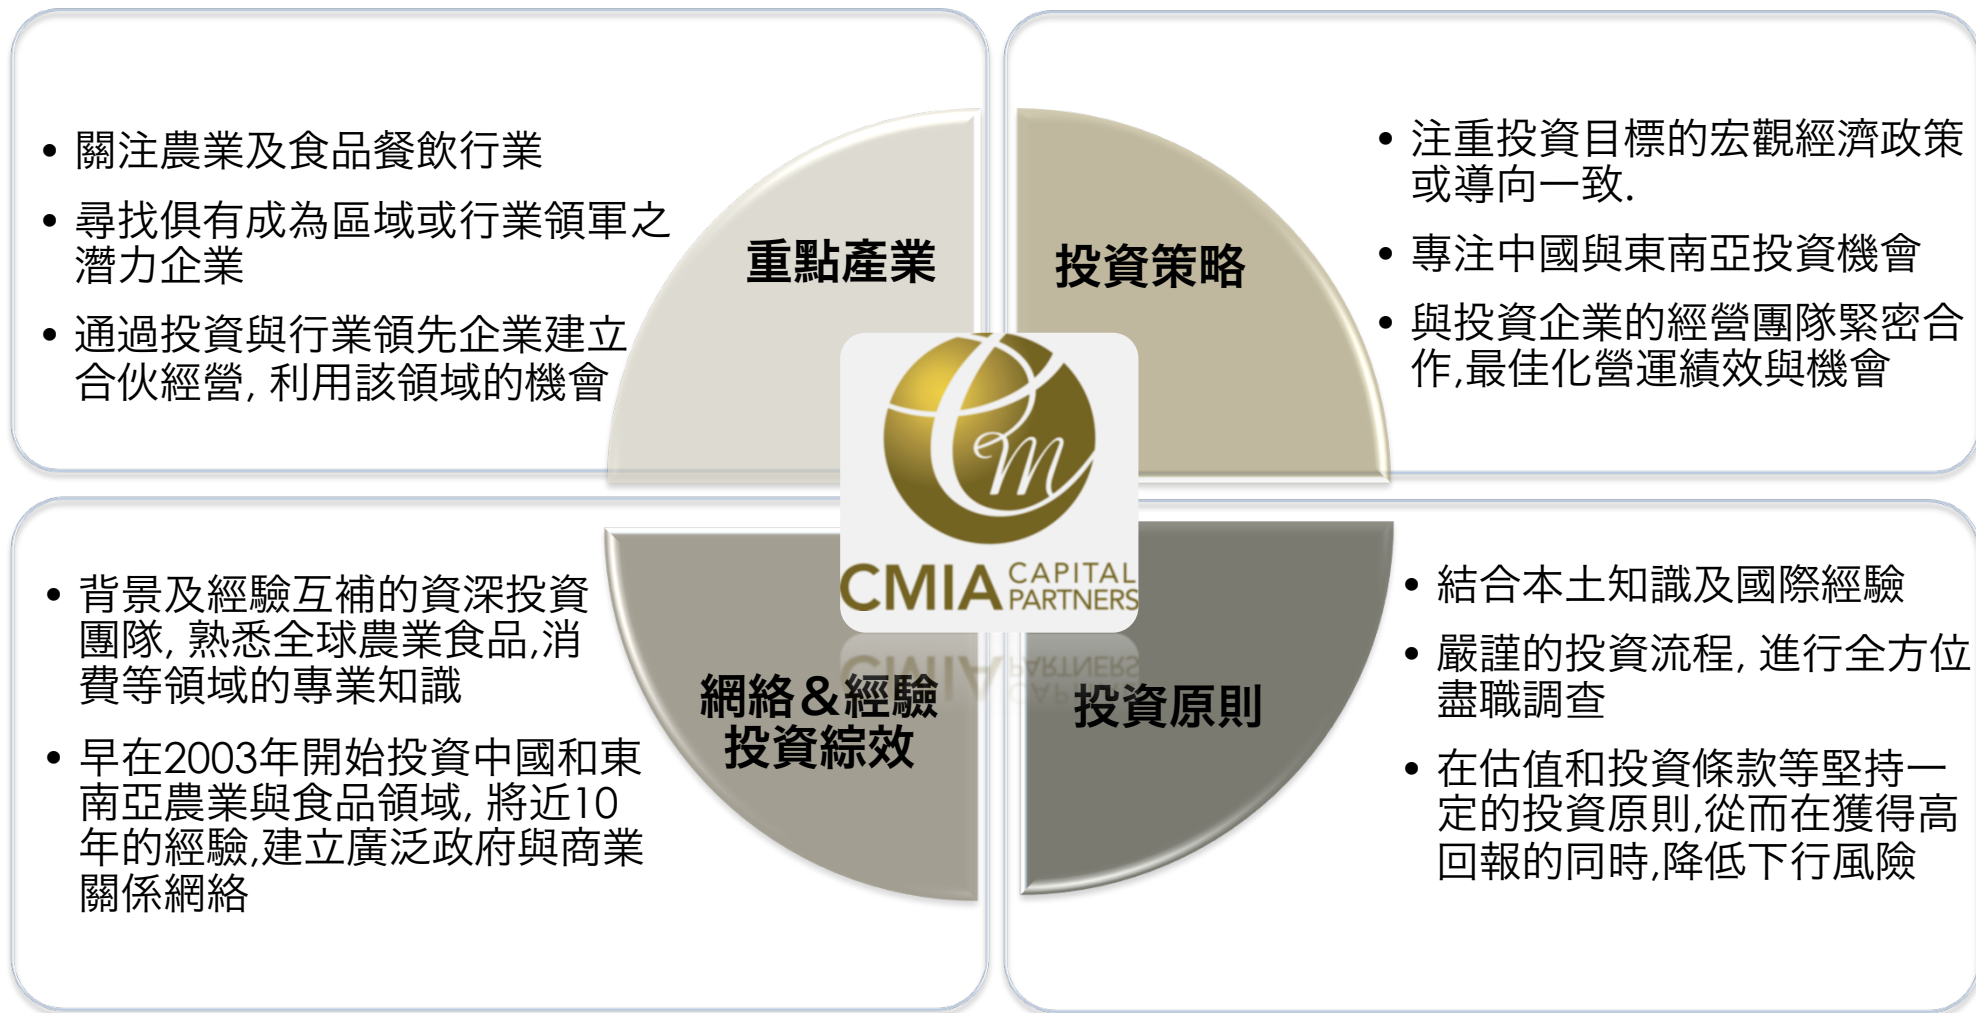 • 關注農業及食品餐飲行業
• 尋找俱有成為區域或行業領軍之
潛力企業
• 通過投資與行業領先企業建立
合伙經營, 利用該領域的機會
重點產業
投資策略
• 注重投資目標的宏觀經濟政策
或導向一致.
• 專注中國與東南亞投資機會
• 與投資企業的經營團隊緊密合
作,最佳化營運績效與機會
Cm
CMIA CAPITAL
PARTNERS
• 背景及經驗互補的資深投資
團隊, 熟悉全球農業食品,消
費等領域的專業知識
• 早在2003年開始投資中國和東
南亞農業與食品領域, 將近10
年的經驗,建立廣泛政府與商業
關係網絡
網絡&經驗
投資綜效
投資原則
• 結合本土知識及國際經驗
• 嚴謹的投資流程, 進行全方位
盡職調查
• 在估值和投資條款等堅持一
定的投資原則,從而在獲得高
回報的同時,降低下行風險